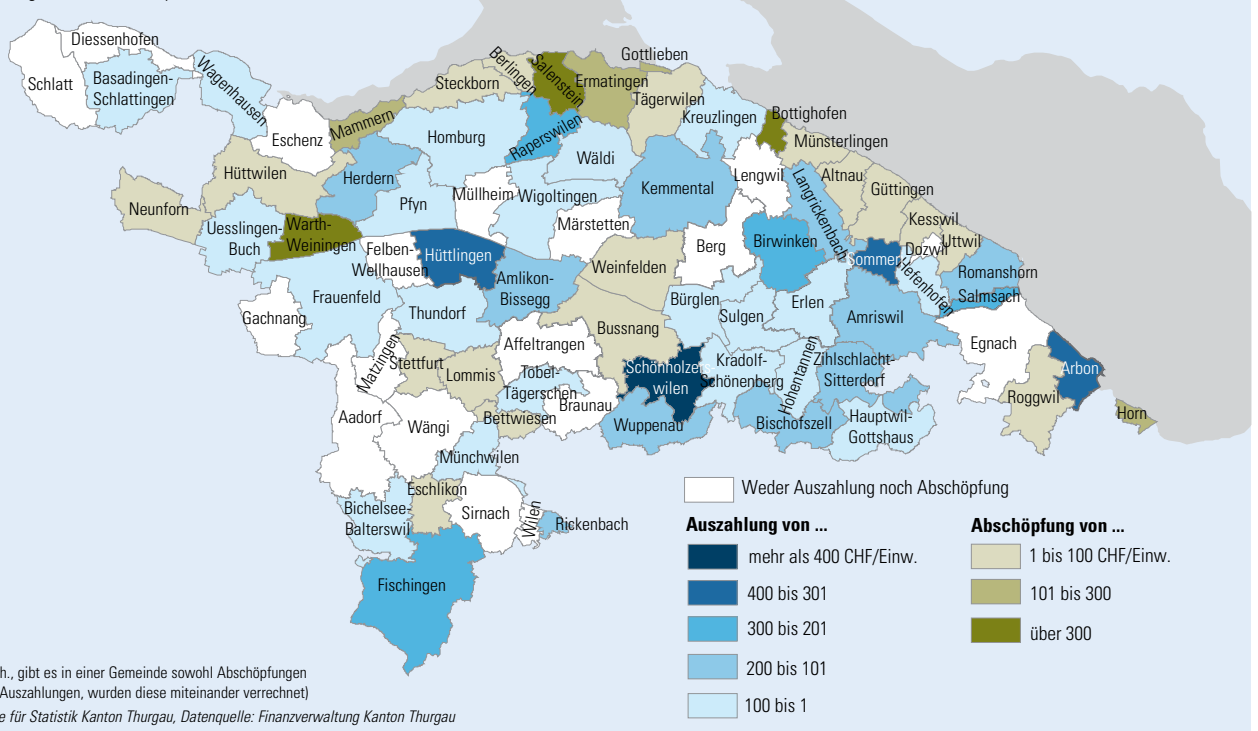 Diessenhofen
Schlatt
Basadingen-
Schlattingen
Wagenhausen
Eschenz
Mammern
Steckborn
Berlingen
Salenstein
Ermatingen
Gottlieben
Tägerwilen
Kreuzlingen
Bottighofen
Münsterlingen
Homburg
Raperswilen
Wäldi
Hüttwilen
Herdern
Neunforn
Uesslingen-
Buch
Warth-
Weiningen
Pfyn
Müllheim
Wigoltingen
Märstetten
Kemmental
Lengwil
Langrickenbach
Altnau
Güttingen
Kesswil
Uttwil
Dozwil
Sommeri
Hefenhofen
Romanshorn
Salmsach
Felben-
Wellhausen
Hüttlingen
Amlikon-
Bissegg
Weinfelden
Berg
Birwinken
Frauenfeld
Gachnang
Thundorf
Bürglen
Sulgen
Erlen
Amriswil
Egnach
Arbon
Roggwil
Horn
Matzingen
Stettfurt
Lommis
Affeltrangen
Bussnang
Schönholzers-
wilen
Kradolf-
Schönenberg
Hohentannen
Zihlschlacht-
Sitterdorf
Tobel-
Tägerschen
Braunau
Bettwiesen
Wuppenau
Bischofszell
Hauptwil-
Gottshaus
Aadorf
Wängi
Münchwilen
Eschlikon
Bichelsee-
Balterswil
Sirnach
Wilen
Rickenbach
Fischingen
Weder Auszahlung noch Abschöpfung
Auszahlung von ...
mehr als 400 CHF/Einw.
400 bis 301
300 bis 201
200 bis 101
100 bis 1
Abschöpfung von ...
1 bis 100 CHF/Einw.
101 bis 300
über 300
h., gibt es in einer Gemeinde sowohl Abschöpfungen
Auszahlungen, wurden diese miteinander verrechnet)
e für Statistik Kanton Thurgau, Datenquelle: Finanzverwaltung Kanton Thurgau